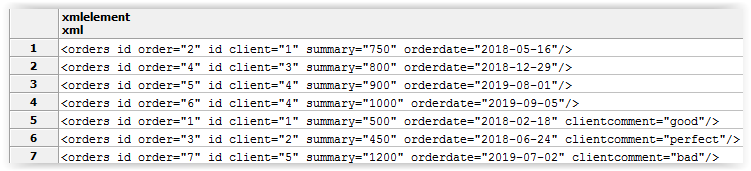 xmlelement
xml
1 <orders id order="2" id client="1" summary="750" orderdate="2018-05-16"/>
2 <orders id order="4" id client="3" summary="800" orderdate="2018-12-29"/>
3 <orders id order="5" id client="4" summary="900" orderdate="2019-08-01"/>
4 <orders id order="6" id client="4" summary="1000" orderdate="2019-09-05"/>
5 <orders id order="1" id client="1" summary="500" orderdate="2018-02-18" clientcomment="good"/>
6 <orders id order="3" id client="2" summary="450" orderdate="2018-06-24" clientcomment="perfect"/>
7 <orders id order="7" id client="5" summary="1200" orderdate="2019-07-02" clientcomment="bad"/>